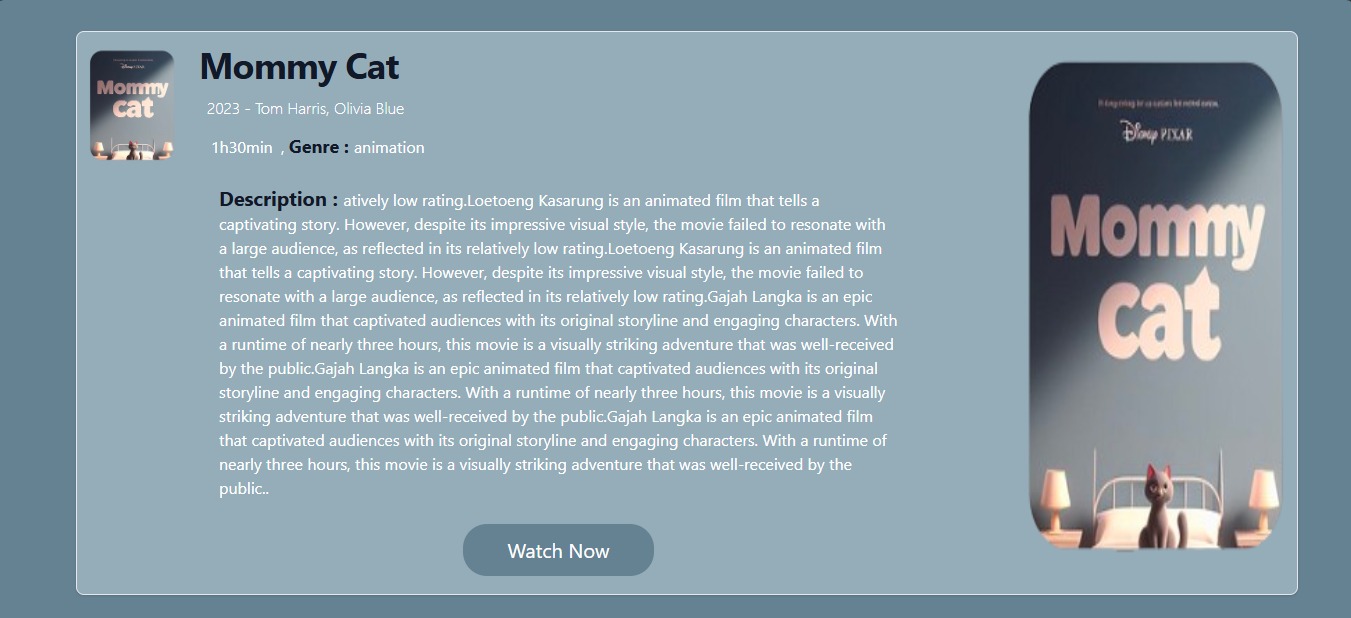 Mommy Cat
2023 - Tom Harris, Olivia Blue
1h30min , Genre : animation
Description : atively low rating.Loetoeng Kasarung is an animated film that tells a
captivating story. However, despite its impressive visual style, the movie failed to resonate with
a large audience, as reflected in its relatively low rating.Loetoeng Kasarung is an animated film
that tells a captivating story. However, despite its impressive visual style, the movie failed to
resonate with a large audience, as reflected in its relatively low rating.Gajah Langka is an epic
animated film that captivated audiences with its original storyline and engaging characters. With
a runtime of nearly three hours, this movie is a visually striking adventure that was well-received
by the public.Gajah Langka is an epic animated film that captivated audiences with its original
storyline and engaging characters. With a runtime of nearly three hours, this movie is a visually
striking adventure that was well-received by the public.Gajah Langka is an epic animated film
that captivated audiences with its original storyline and engaging characters. With a runtime of
nearly three hours, this movie is a visually striking adventure that was well-received by the
public..
Watch Now
Disney PIXAR
Mommy
cat
Disney PIXAR
Mommy
cat